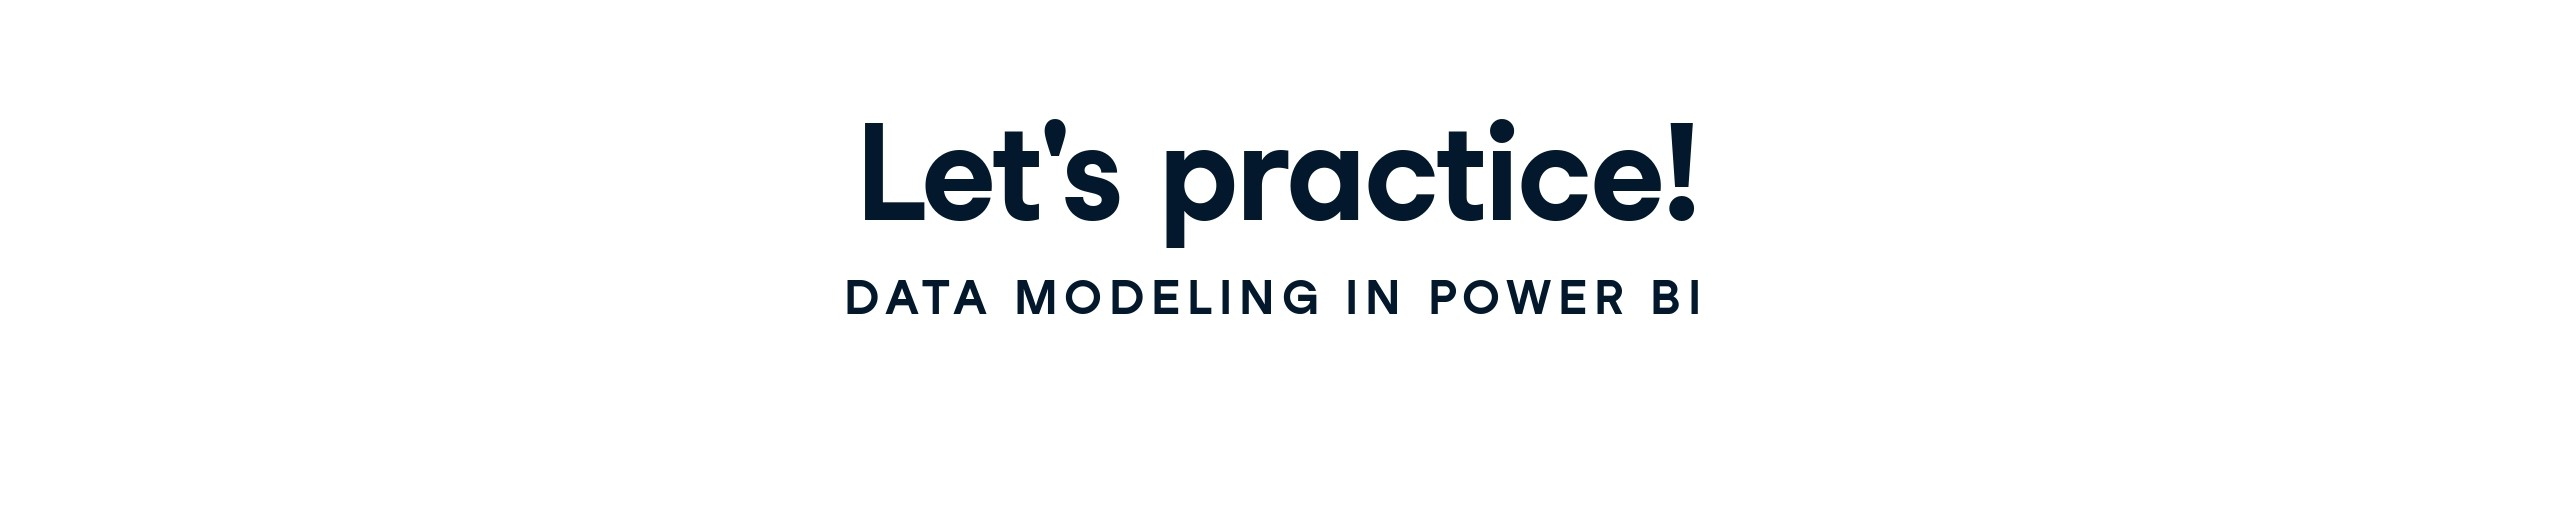 Let's practice!
DATA MODELING IN POWER BI